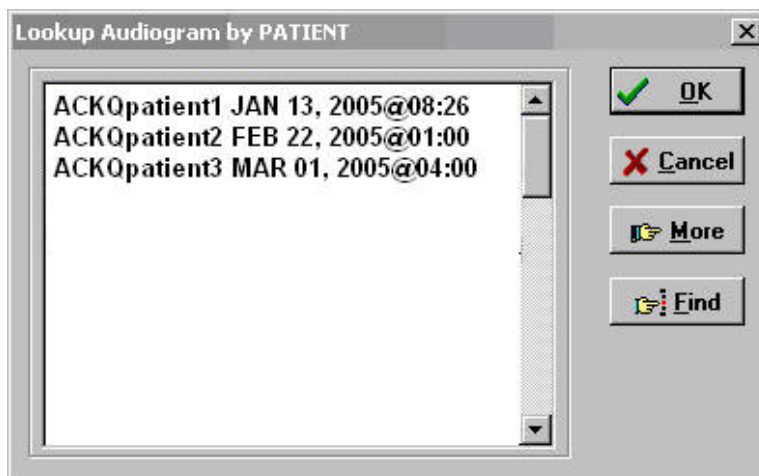 Lookup Audiogram by PATIENT
ACKQpatient1 JAN 13, 2005@08:26
ACKQpatient2 FEB 22, 2005@01:00
ACKQpatient3 MAR 01, 2005@04:00
OK
Cancel
More
Find